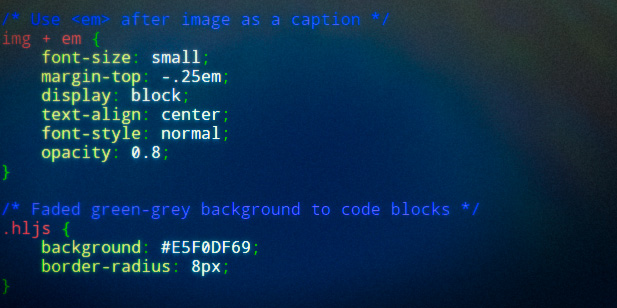 /* Use <em> after image as a caption */
img + em {
    font-size: small;
    margin-top: -.25em;
    display: block;
    text-align: center;
    font-style: normal;
    opacity: 0.8;
}

/* Faded green-grey background to code blocks */
.hljs {
    background: #E5F0DF69;
    border-radius: 8px;
}